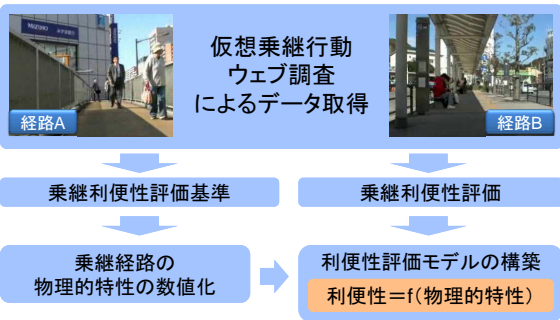 仮想乗継行動
ウェブ調査
によるデータ取得
MIZUHO
経路A
経路B
乗継利便性評価基準
乗継利便性評価
乗継経路の
物理的特性の数値化
利便性評価モデルの構築
利便性＝f(物理的特性)